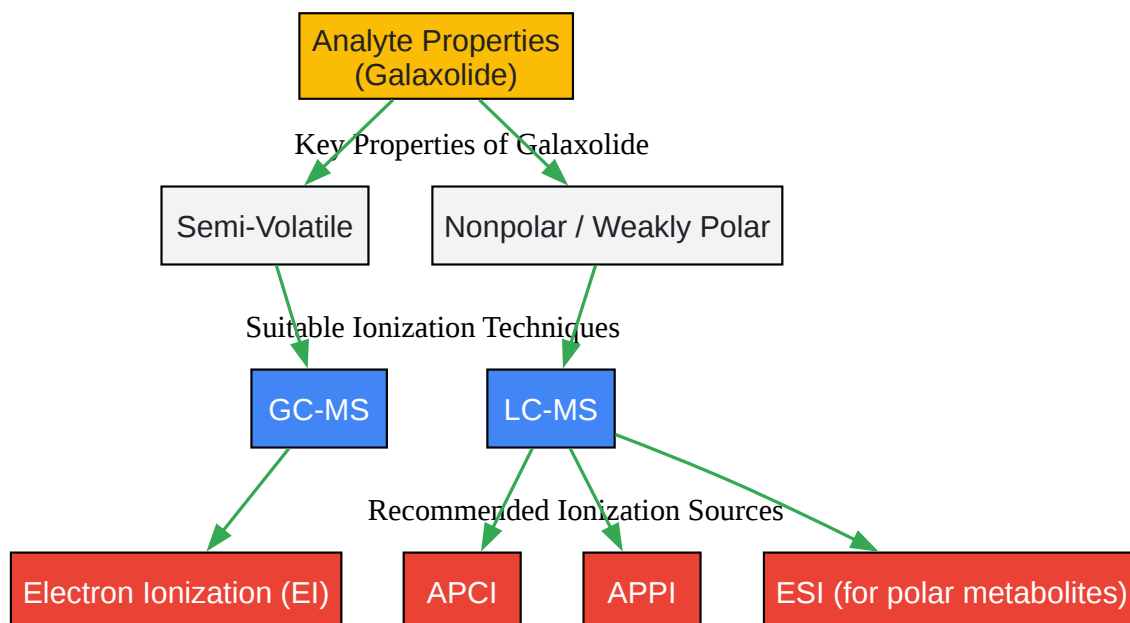 Analyte Properties
(Galaxolide)
Key Properties of Galaxolide
Semi-Volatile
Nonpolar / Weakly Polar
Suitable Ionization Techniques
GC-MS
LC-MS
Recommended Ionization Sources
Electron Ionization (EI)
APCI
APPI
ESI (for polar metabolites)